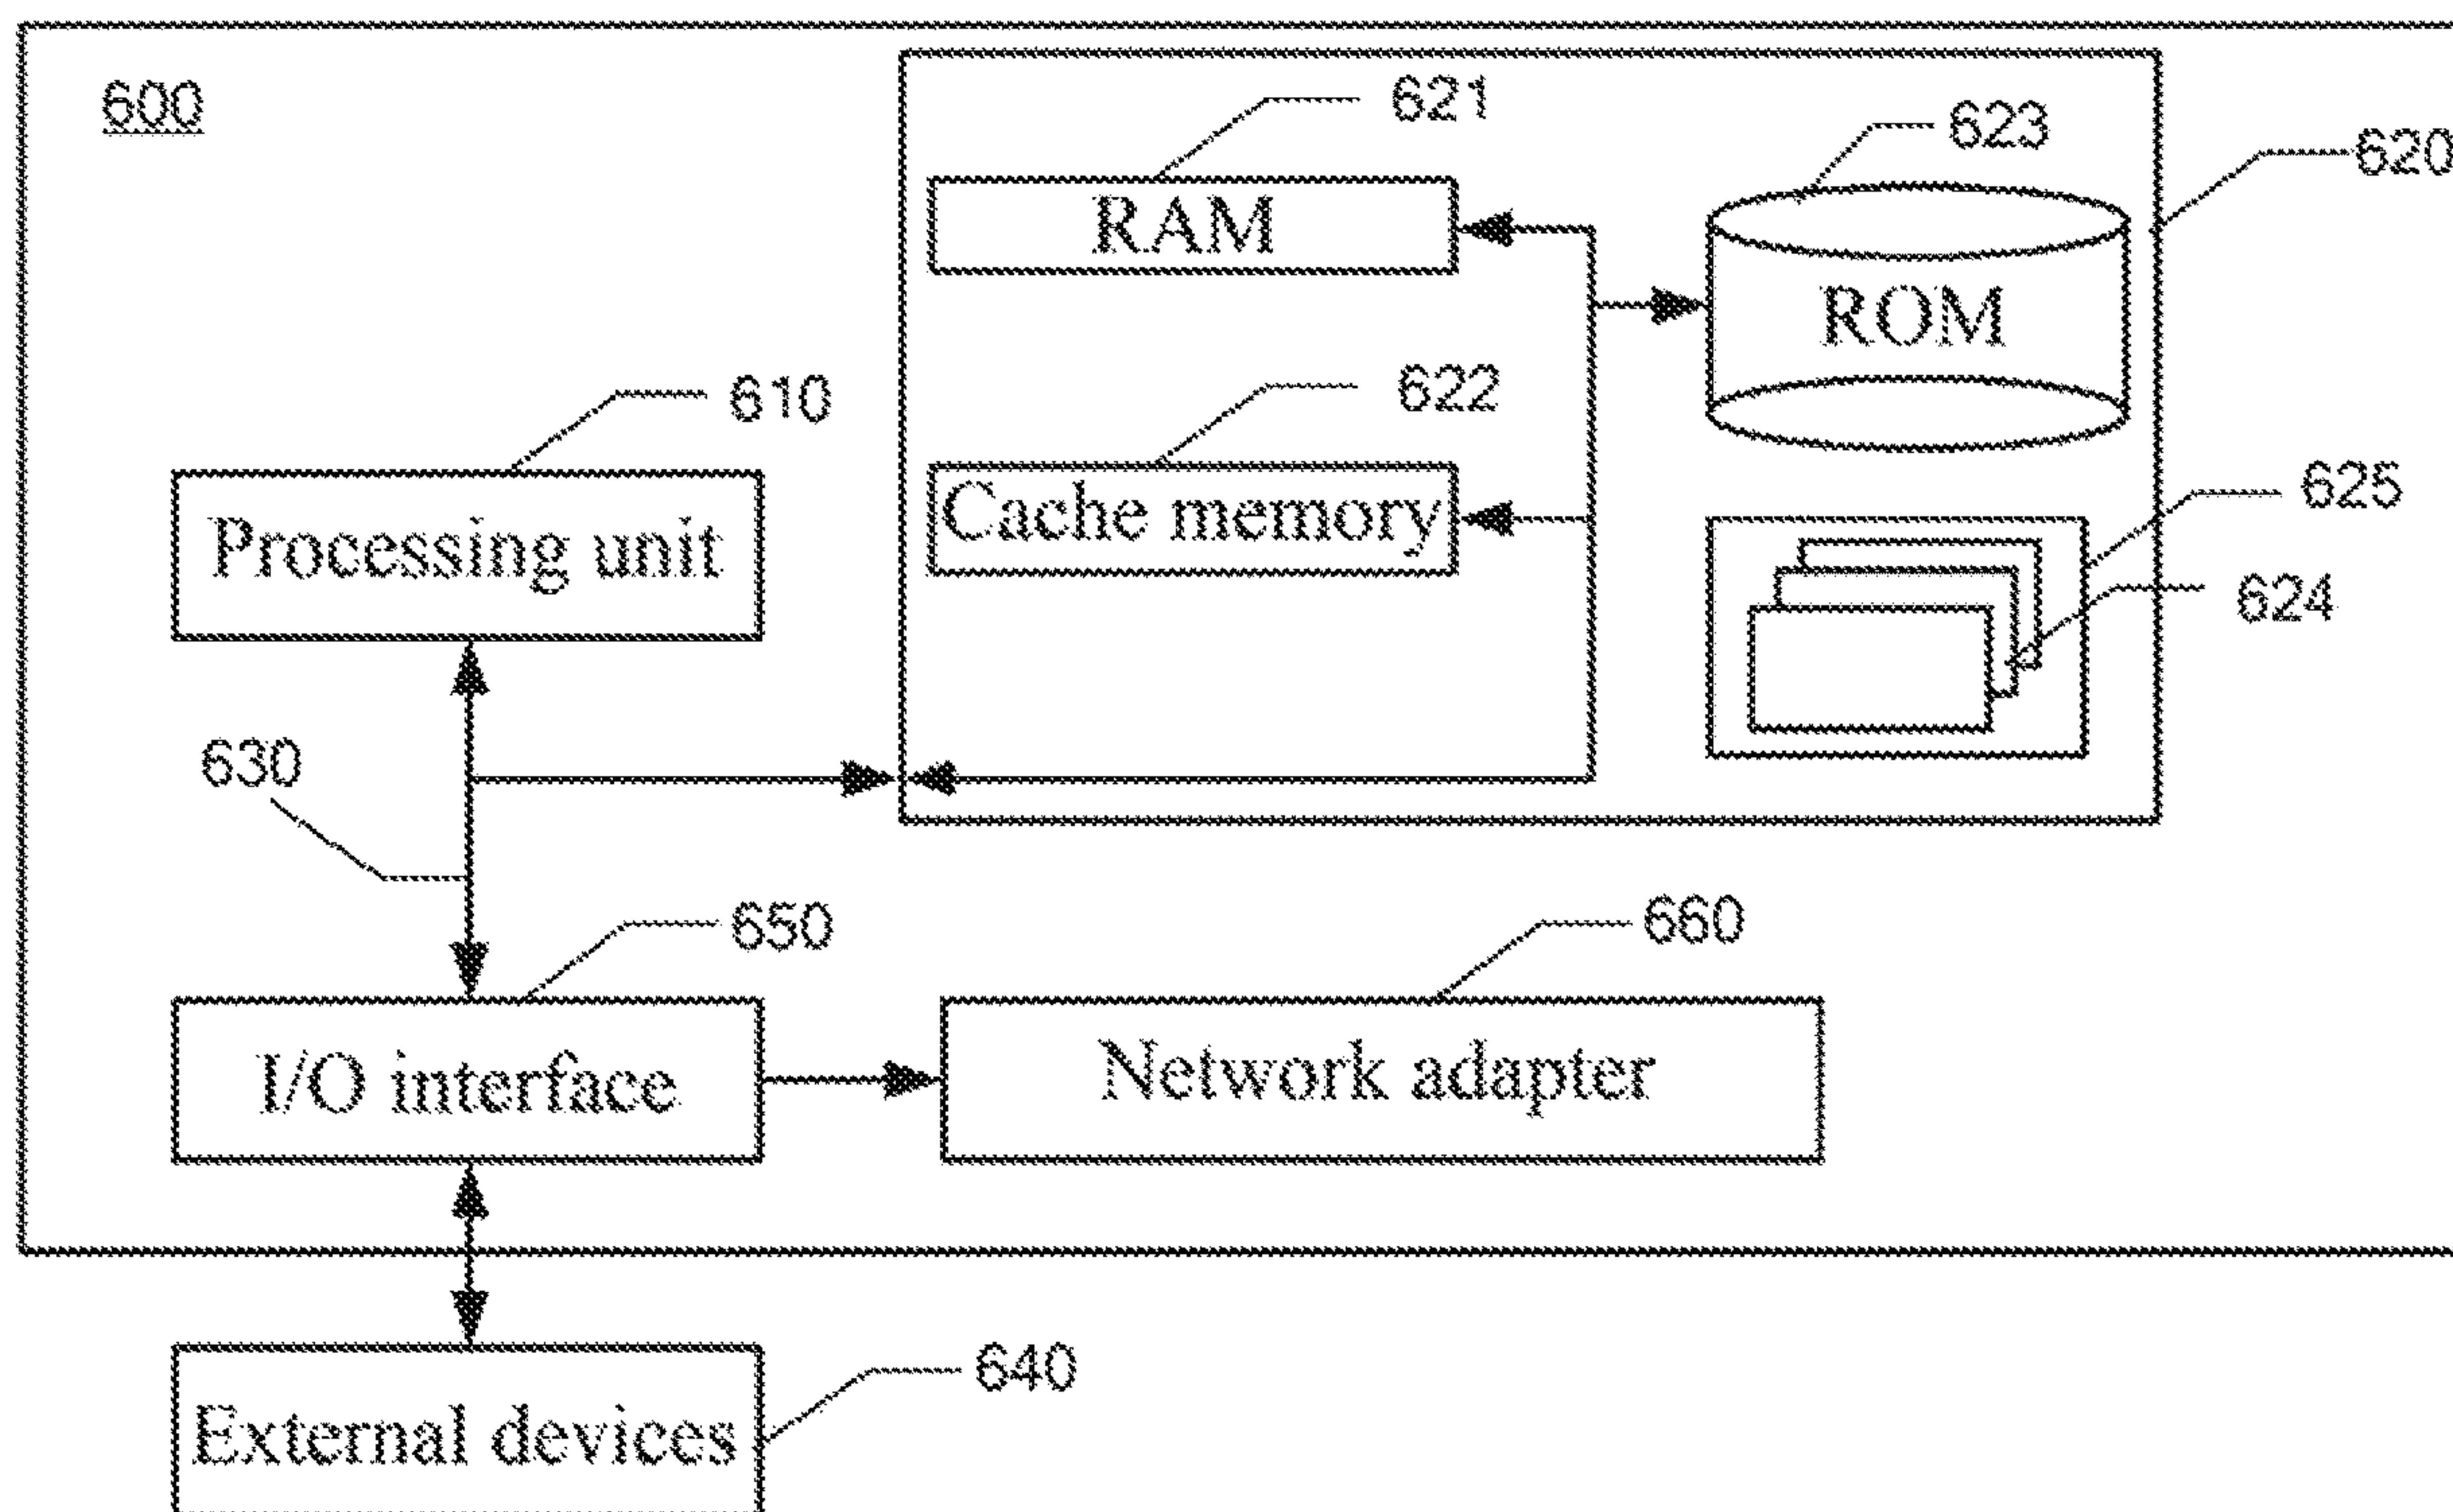 600
621
623
620
RAM
ROM
610
622
625
Processing unit
Cache memory
624
630
650
660
I/O interface
Network adapter
640
External devices